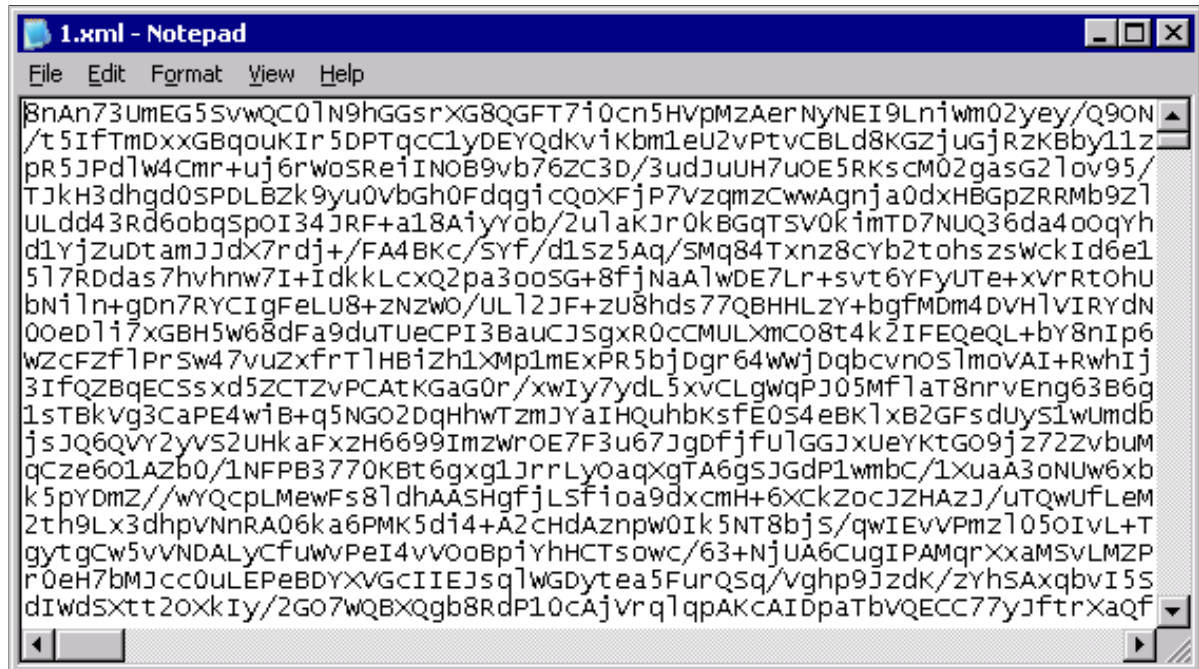 1.xml - Notepad
File Edit Format View Help
8nAn73UmEG5SvwQC0lN9hGGsrXG8QGFT7i0cn5HVpMzAerNyNEI9LniWm02yey/Q9ON
/t5IfTmDxxGBqouKIr5DPTqcC1yDEYQdKviKbm1eU2vPtvCBLd8KGZjuGjRzKBby11z
pR5JPdlW4Cmr+uj6rWoSReiINOB9vb76ZC3D/3udJuUH7uOE5RKscM02gasG2lov95/
TJkH3dhgd0SPDLBZk9yu0VbGh0FdqgicQoXFjP7VzqmzCwwAgnja0dxHBGpZRRMb9Zl
ULdd43Rd6obqSpOI34JRF+a18AiyYob/2ulaKJr0kBGqTSV0kimTD7NUQ36da4oOqYh
d1YjZuDtamJJdX7rdj+/FA4BKc/SYf/d1Sz5Aq/SMq84Txnz8cYb2tohszsWckId6e1
5l7RDdas7hvhnw7I+IdkkLcxQ2pa3ooSG+8fjNaAlwDE7Lr+svt6YFyUTe+xVrRtOhU
bNiln+gDn7RYCIgFeLU8+zNzwO/ULl2JF+zU8hds77QBHHLzY+bgfMDm4DVHlVIRYdN
0OeDli7xGBH5W68dFa9duTUeCPI3BauCJSgxR0cCMULXmCO8t4k2IFEQeQL+bY8nIp6
wZcFZflPrSw47vuZxfrTlHBiZh1XMp1mExPR5bjDgr64WwjDqbcvnOSlmoVAI+RwhIj
3IfQZBqECSsxd5ZCTZvPCAtKGaG0r/xwIy7ydL5xvCLgwqPJ05MflaT8nrvEng63B6g
1sTBkVg3CaPE4wiB+q5NGO2DqHhwTzmJYaIHQuhbKsfE0S4eBKlxB2GFsdUyS1wUmdb
jsJQ6QVY2yVS2UHkaFxzH6699ImzWrOE7F3u67JgDfjfUlGGJxUeYKtGO9jz72ZvbuM
qCze6O1AZb0/1NFPB3770KBt6gxg1JrrLyOaqXgTA6gSJGdP1wmbC/1XuaA3oNUw6xb
k5pYDmZ//wYQcpLMewFs8ldhAASHgfjLSfioa9dxcmH+6XCkZocJZHAzJ/uTQwUfLeM
2th9Lx3dhpVNnRA06ka6PMK5di4+A2cHdAznpW0Ik5NT8bjS/qwIEvVPmzl05OIvL+T
gytgCw5vVNDALyCfuWvPeI4vVOoBpiYhHCTsowc/63+NjUA6CugIPAMqrXxaMSvLMZP
r0eH7bMJcc0uLEPeBDYXVGcIIEJsqlWGDytea5FurQSq/Vghp9JzdK/zYhSAxqbvI5S
dIWdSXtt2OXkIy/2GO7WQBXQgb8RdP10cAjVrqlqpAKcAIDpaTbVQECC77yJftrXaQf